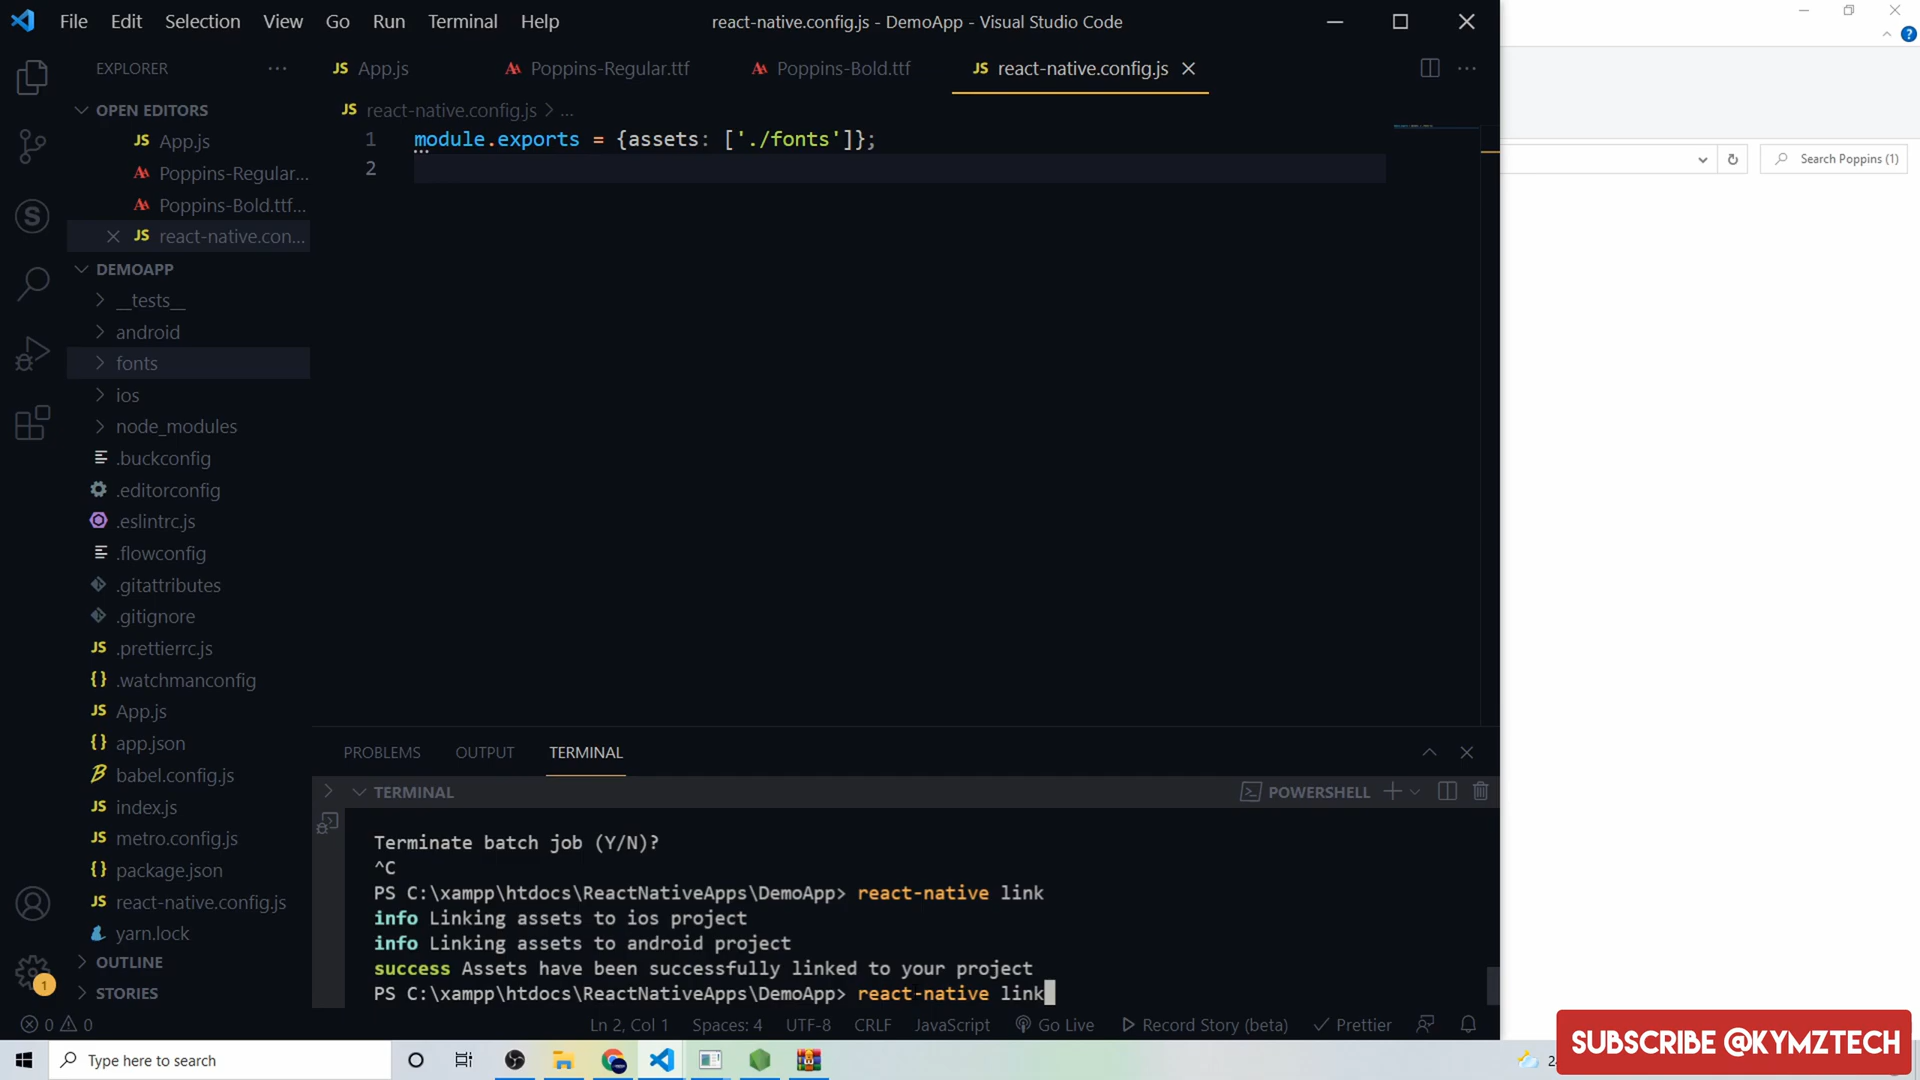 File Edit Selection View Go Run Terminal Help
react-native.config.js - DemoApp - Visual Studio Code
EXPLORER
App.js
Poppins-Regular.ttf
Poppins-Bold.ttf
JS react-native.config.js
OPEN EDITORS
JS App.js
Poppins-Regular...
Poppins-Bold.ttf...
JS react-native.con...
DEMOAPP
__tests__
android
fonts
ios
node_modules
.buckconfig
.editorconfig
.eslintrc.js
.flowconfig
.gitattributes
.gitignore
JS .prettierrc.js
{} .watchmanconfig
JS App.js
{} app.json
babel.config.js
JS index.js
JS metro.config.js
{} package.json
JS react-native.config.js
yarn.lock
OUTLINE
STORIES
1
JS react-native.config.js > ...
1 module.exports = {assets: ['./fonts']};
2
PROBLEMS OUTPUT TERMINAL
TERMINAL
POWERSHELL
Terminate batch job (Y/N)?
^C
PS C:\xampp\htdocs\ReactNativeApps\DemoApp> react-native link
info Linking assets to ios project
info Linking assets to android project
success Assets have been successfully linked to your project
PS C:\xampp\htdocs\ReactNativeApps\DemoApp> react-native link
0 0
Ln 2, Col 1 Spaces: 4 UTF-8 CRLF JavaScript Go Live Record Story (beta) Prettier
Search Poppins (1)
Type here to search
SUBSCRIBE @KYMZTECH